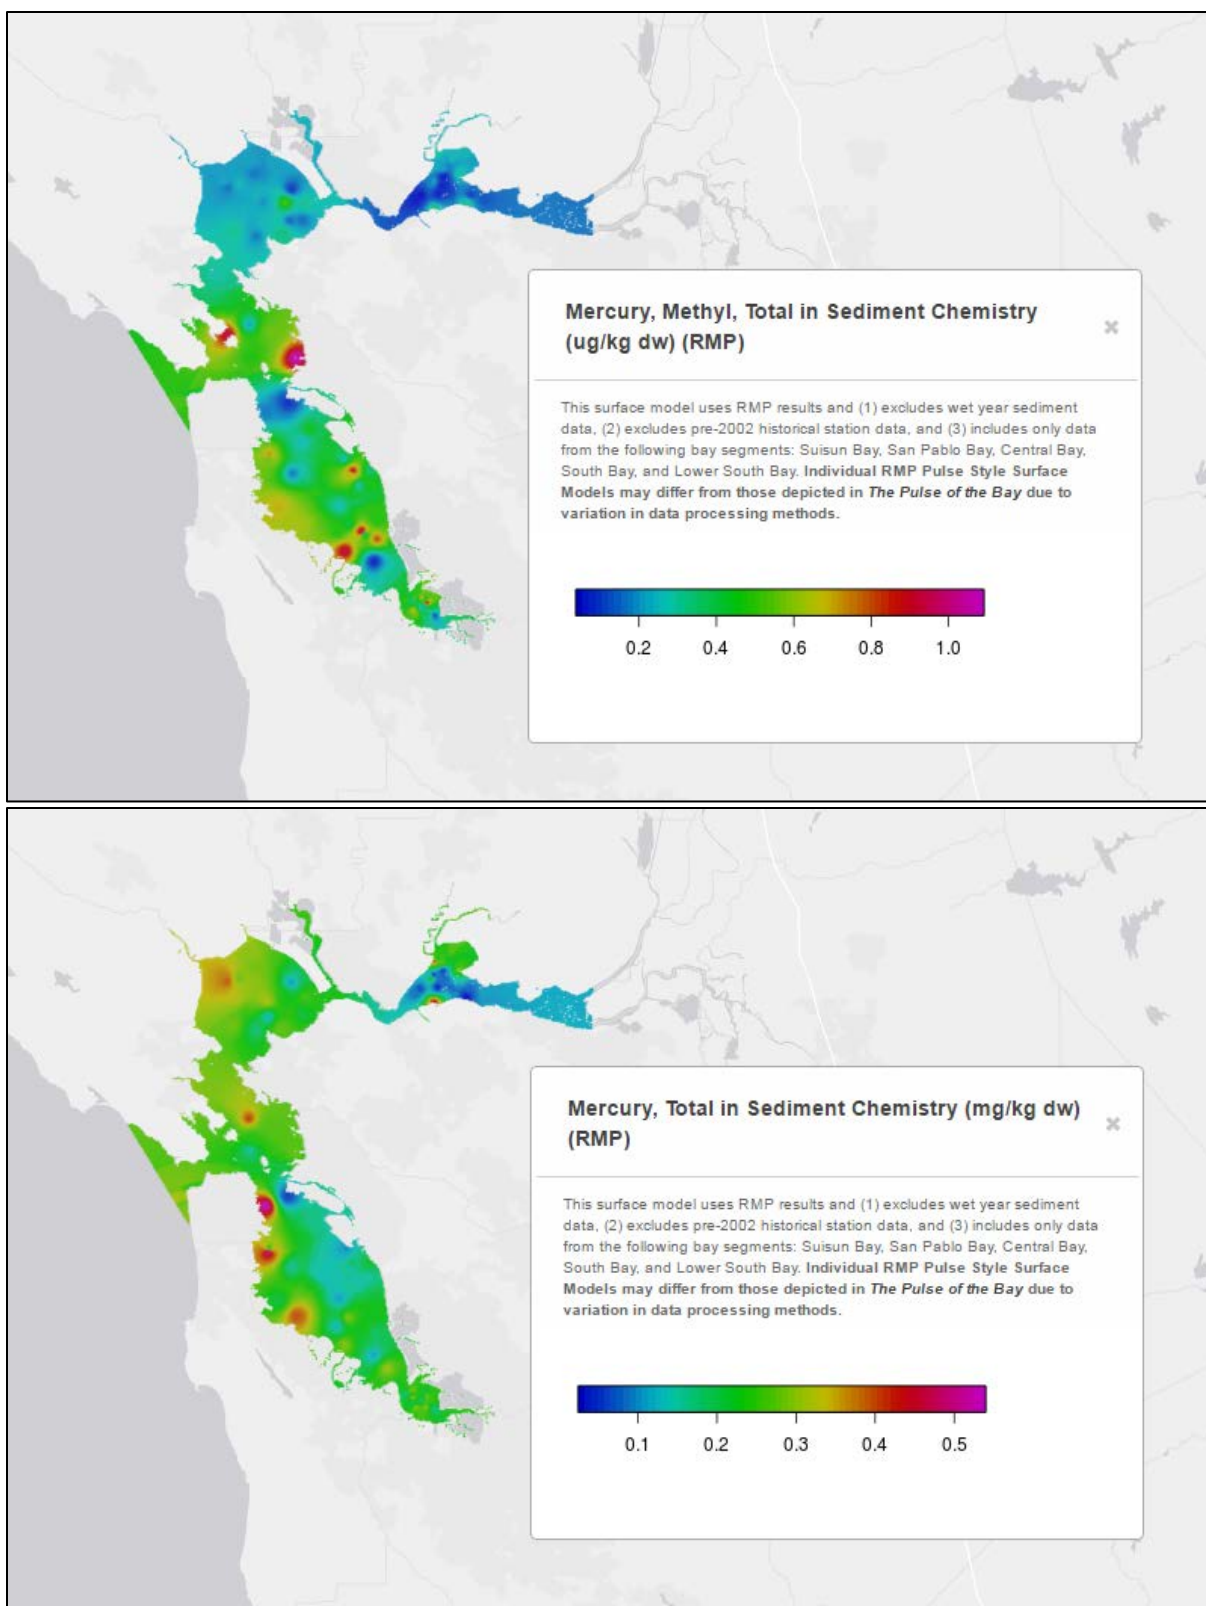 Mercury, Methyl, Total in Sediment Chemistry
(ug/kg dw) (RMP)
×
This surface model uses RMP results and (1) excludes wet year sediment
data, (2) excludes pre-2002 historical station data, and (3) includes only data
from the following bay segments: Suisun Bay, San Pablo Bay, Central Bay,
South Bay, and Lower South Bay. Individual RMP Pulse Style Surface
Models may differ from those depicted in The Pulse of the Bay due to
variation in data processing methods.
0.2 0.4 0.6 0.8 1.0
Mercury, Total in Sediment Chemistry (mg/kg dw)
(RMP)
×
This surface model uses RMP results and (1) excludes wet year sediment
data, (2) excludes pre-2002 historical station data, and (3) includes only data
from the following bay segments: Suisun Bay, San Pablo Bay, Central Bay,
South Bay, and Lower South Bay. Individual RMP Pulse Style Surface
Models may differ from those depicted in The Pulse of the Bay due to
variation in data processing methods.
0.1 0.2 0.3 0.4 0.5